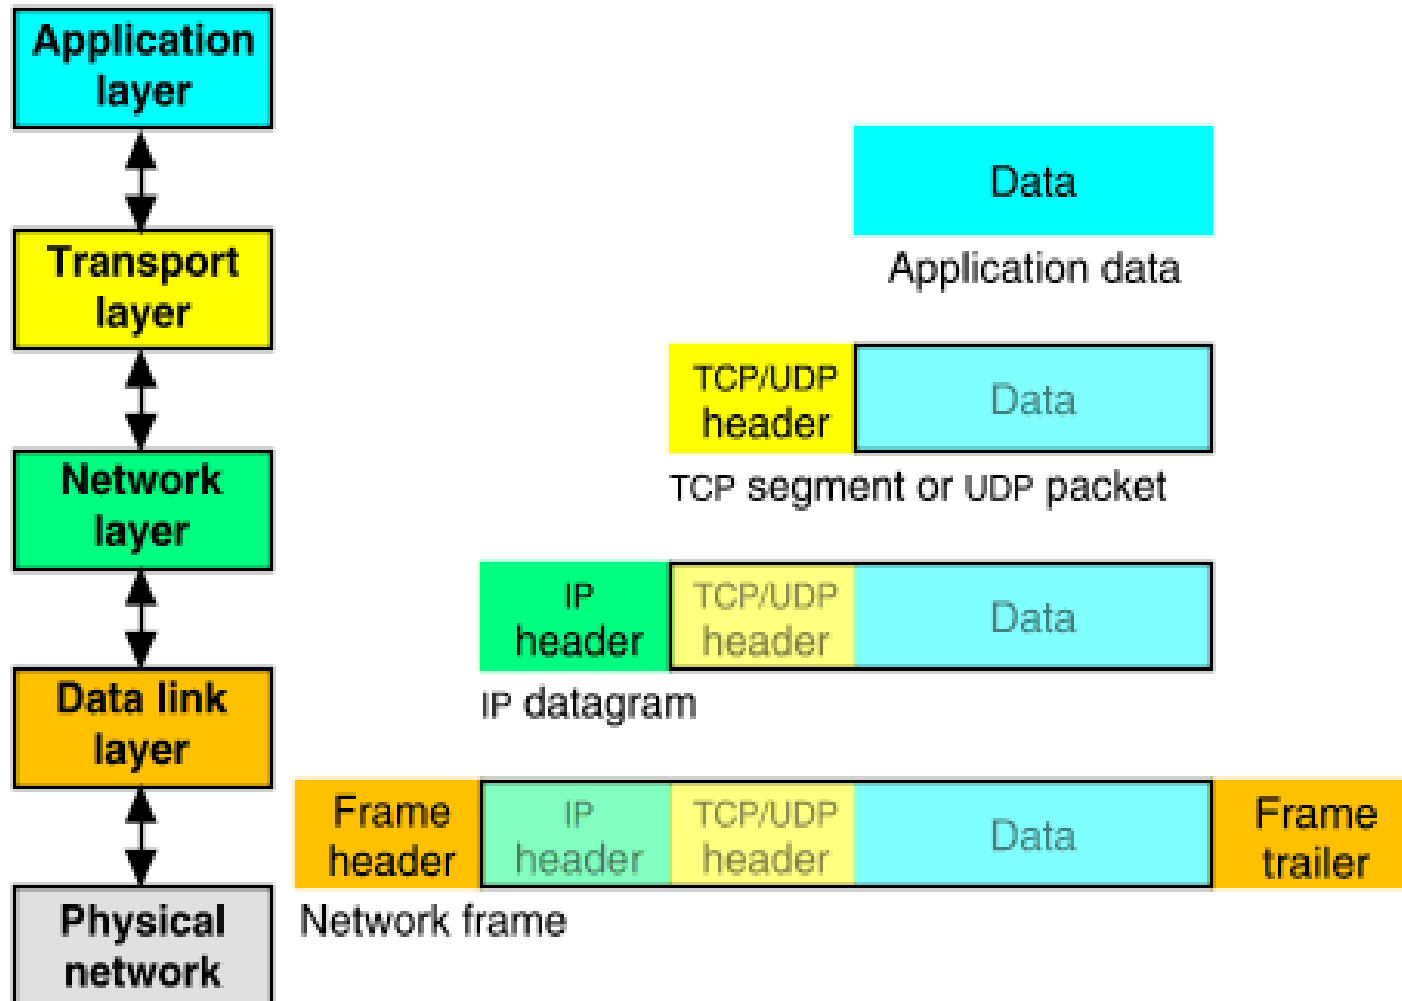 Application
layer
Data
Application data
Transport
layer
TCP/UDP
header
Data
TCP segment or UDP packet
Network
layer
IP
header
TCP/UDP
header
Data
IP datagram
Data link
layer
Frame
header
IP
header
TCP/UDP
header
Data
Frame
trailer
Network frame
Physical
network